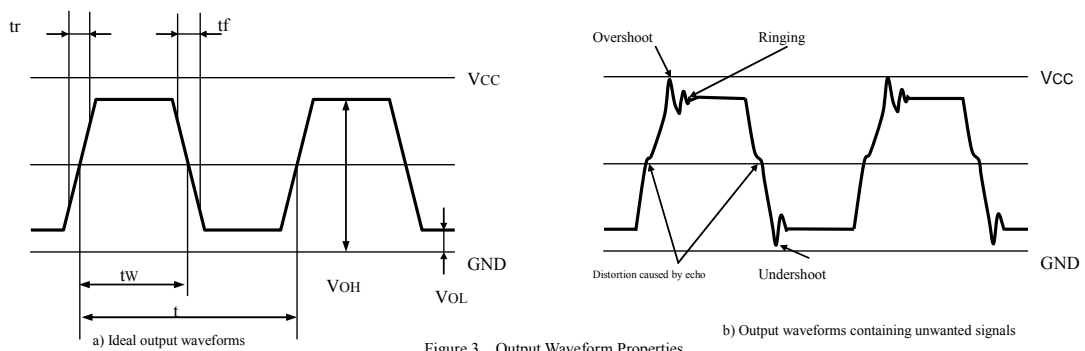 tr
tf
VCC
GND
tw
VOH
VOL
t
a) Ideal output waveforms
Overshoot
Ringing
VCC
GND
Distortion caused by echo
Undershoot
b) Output waveforms containing unwanted signals
Figure 3 Output Waveform Properties